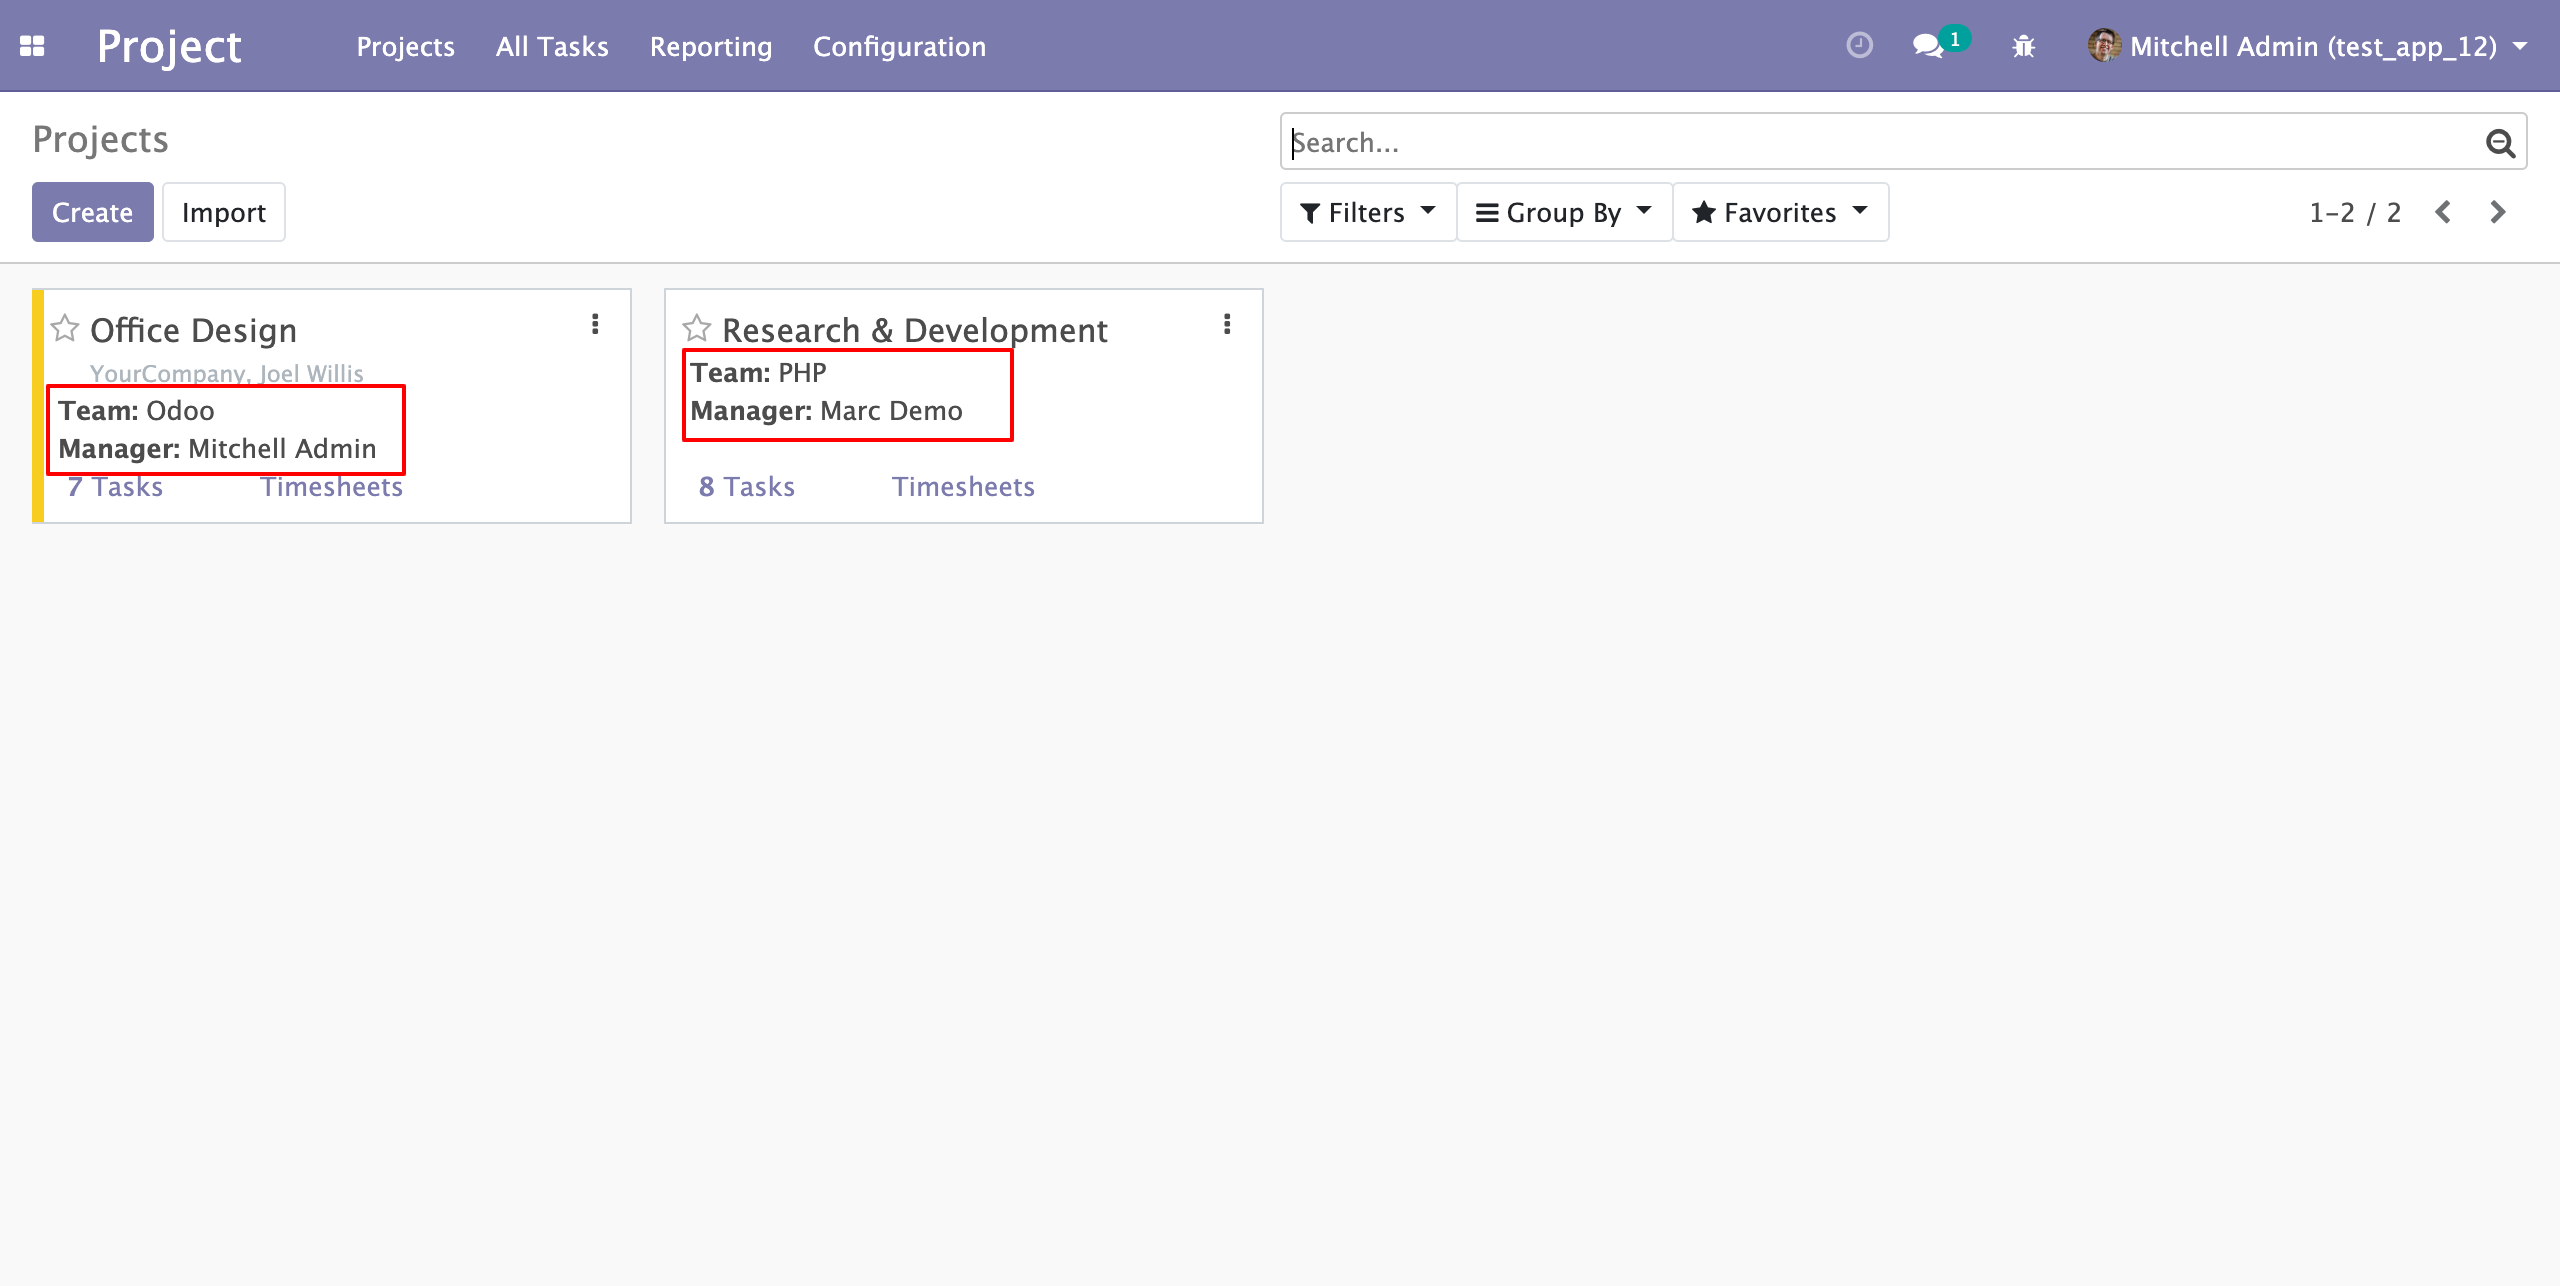 Project
Projects All Tasks Reporting Configuration
1
Mitchell Admin (test_app_12)
Projects
Search...
Create Import
Filters Group By Favorites
1-2 / 2
Office Design
YourCompany, Joel Willis
Team: Odoo
Manager: Mitchell Admin
7 Tasks Timesheets
Research & Development
Team: PHP
Manager: Marc Demo
8 Tasks Timesheets